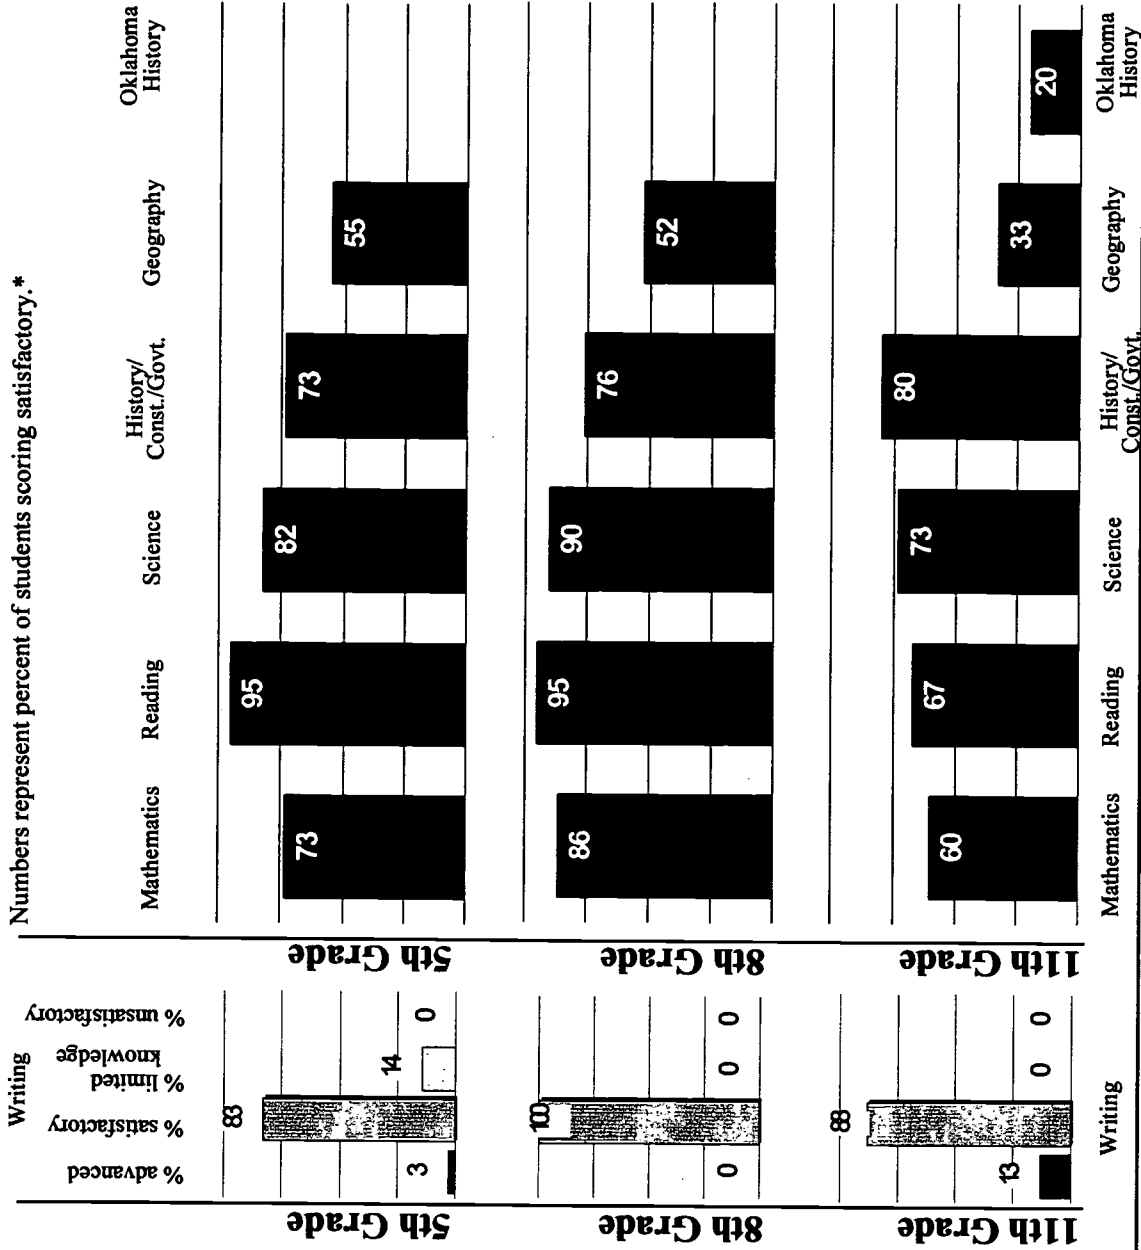 Numbers represent percent of students scoring satisfactory.*
Writing
% advanced
% satisfactory
% limited
knowledge
% unsatisfactory
Mathematics
Reading
Science
History/
Const./Govt.
Geography
Oklahoma
History
5th Grade
3
83
14
0
5th Grade
73
95
82
73
55
8th Grade
0
100
0
0
8th Grade
86
95
90
76
52
11th Grade
13
88
0
0
11th Grade
60
67
73
80
33
20
Writing
Mathematics
Reading
Science
History/
Const./Govt.
Geography
Oklahoma
History